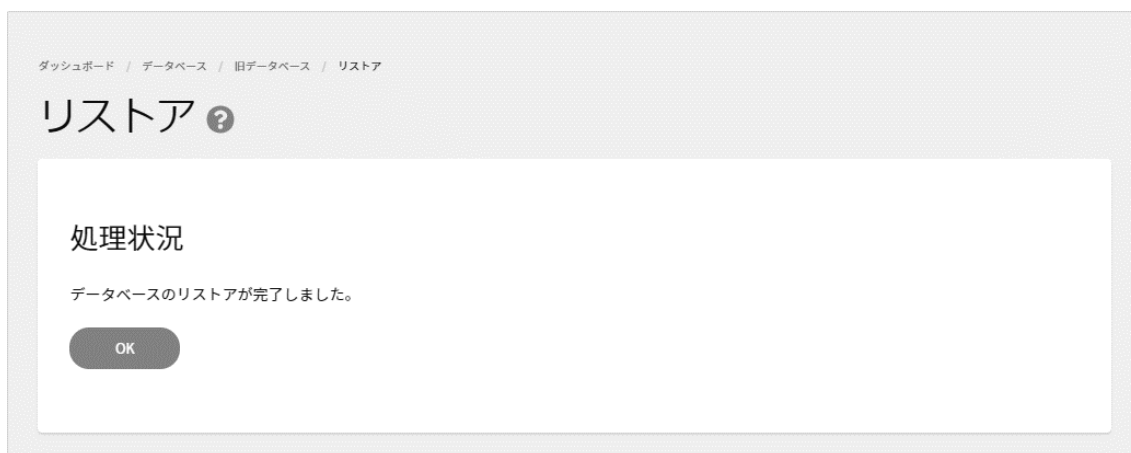 ダッシュボード / データベース / 旧データベース / リストア
リストア ?
処理状況
データベースのリストアが完了しました。
OK